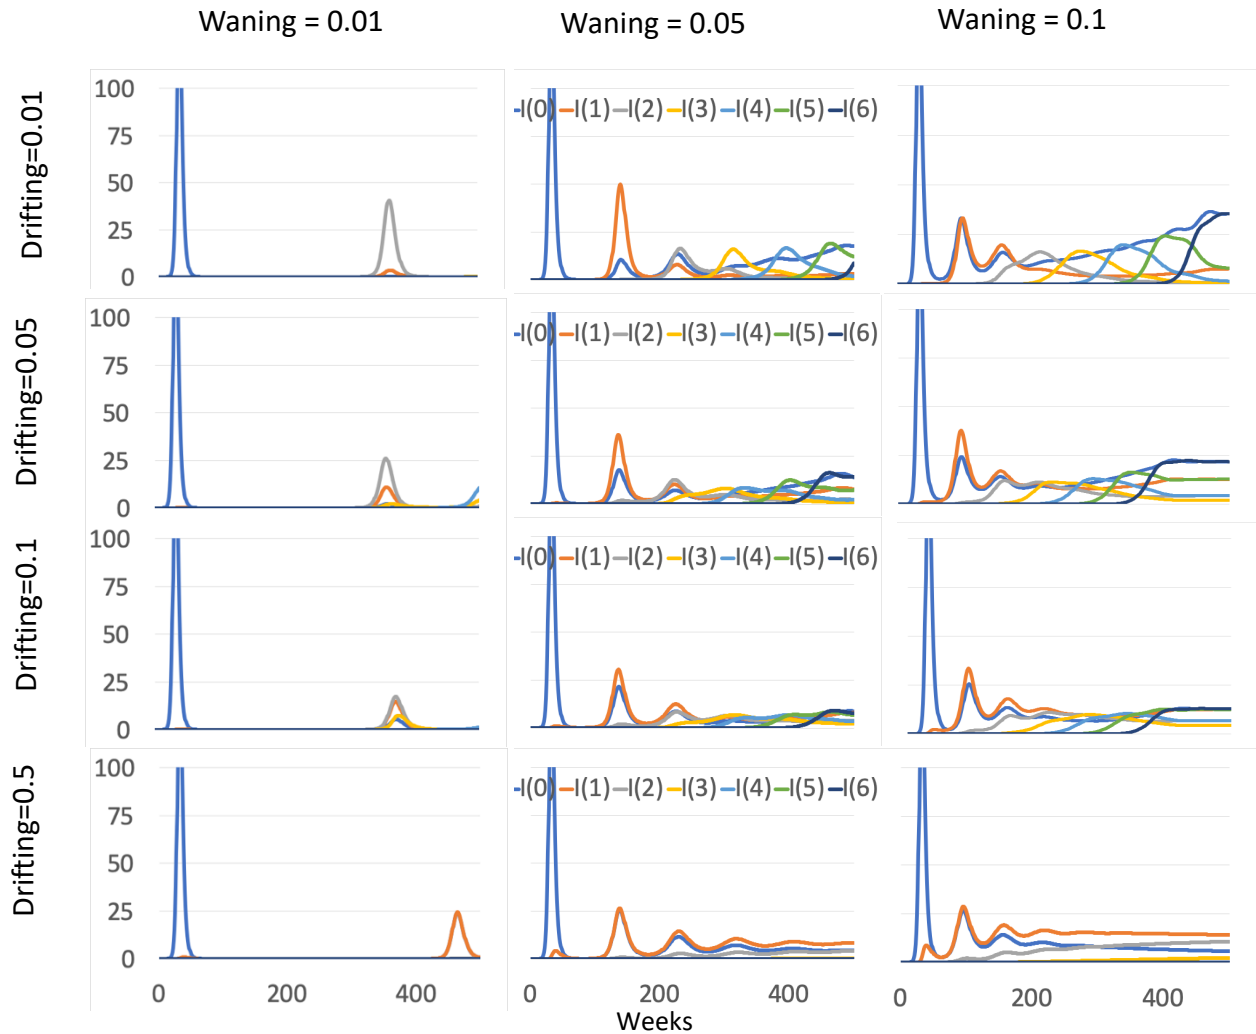 Waning = 0.01
Waning = 0.05
Waning = 0.1
Drifting=0.01
100
75
50
25
0
I(0) I(1) I(2) I(3) I(4) I(5) I(6)
Drifting=0.05
100
75
50
25
0
I(0) I(1) I(2) I(3) I(4) I(5) I(6)
Drifting=0.1
100
75
50
25
0
I(0) I(1) I(2) I(3) I(4) I(5) I(6)
Drifting=0.5
100
75
50
25
0
I(0) I(1) I(2) I(3) I(4) I(5) I(6)
0 200 400
0 200 400
0 200 400
Weeks